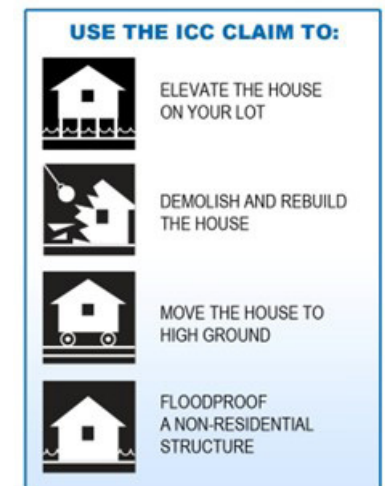 USE THE ICC CLAIM TO:
ELEVATE THE HOUSE
ON YOUR LOT
DEMOLISH AND REBUILD
THE HOUSE
MOVE THE HOUSE TO
HIGH GROUND
FLOODPROOF
A NON-RESIDENTIAL
STRUCTURE